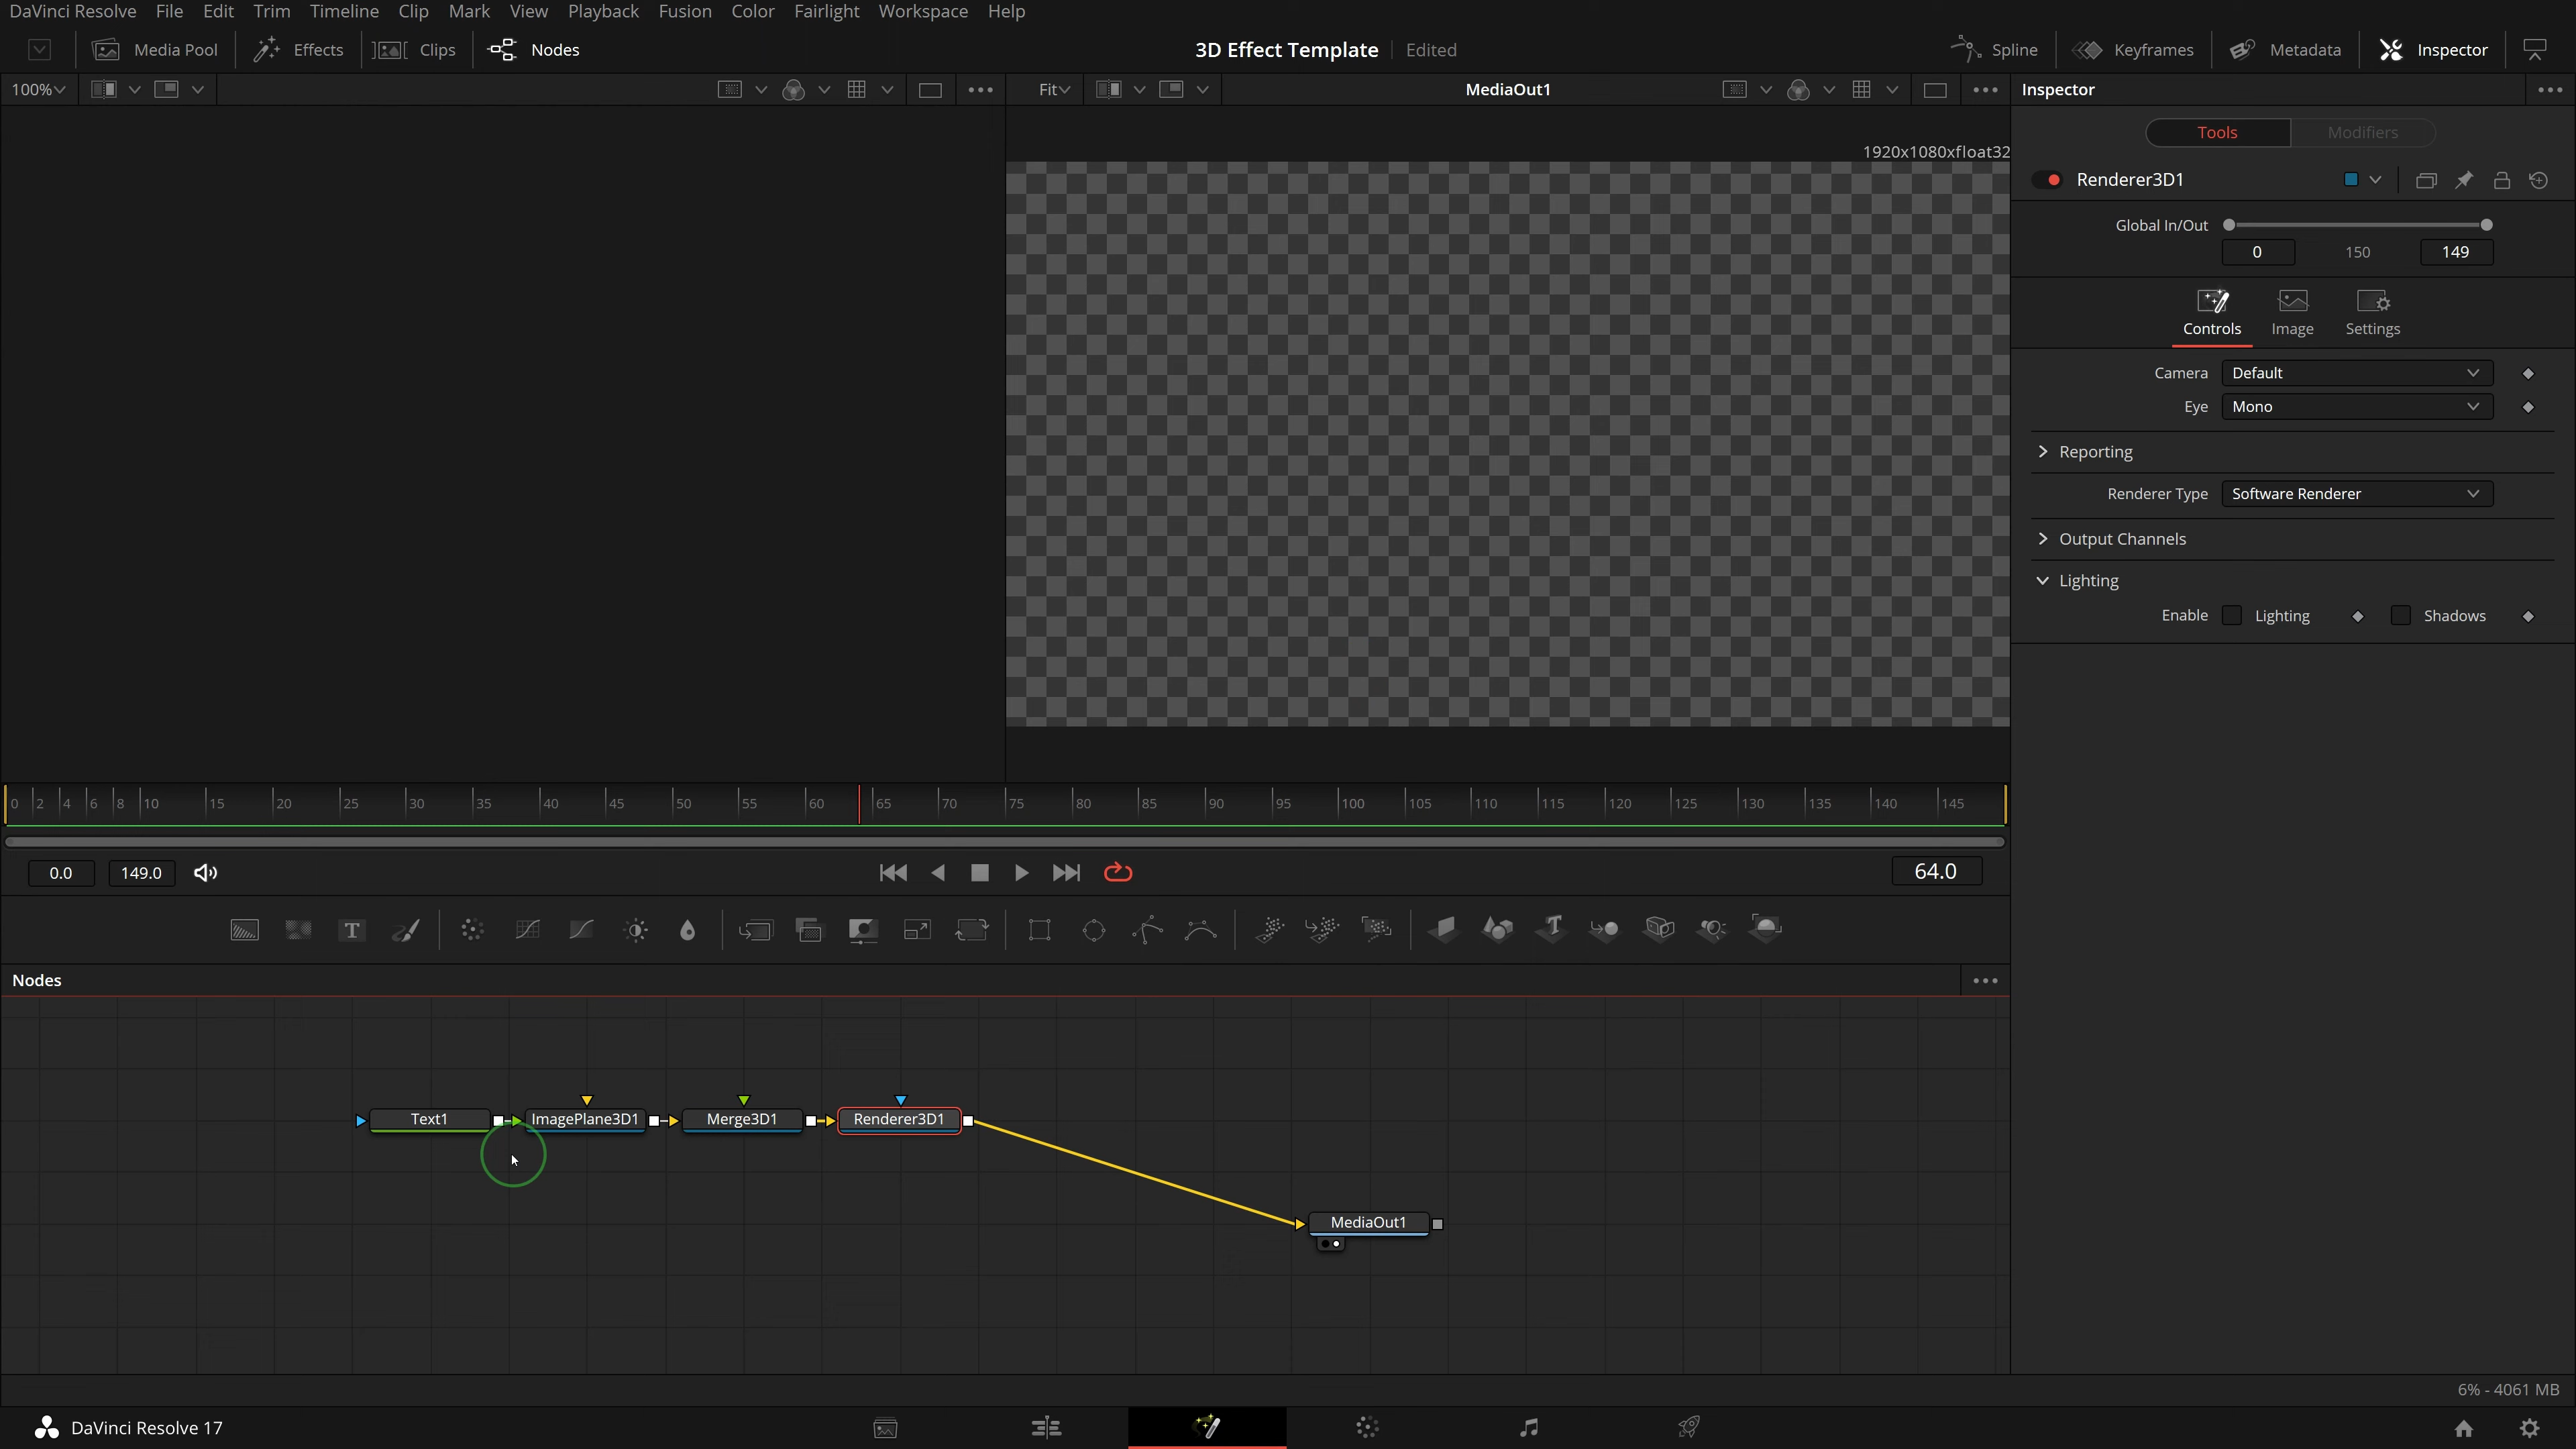 DaVinci Resolve File Edit Trim Timeline Clip Mark View Playback Fusion Color Fairlight Workspace Help
Media Pool Effects Clips Nodes 3D Effect Template Edited Spline Keyframes Metadata Inspector
100% Fit MediaOut1 Inspector
Tools Modifiers
1920x1080xfloat32
Renderer3D1
Global In/Out
0 150 149
Controls Image Settings
Camera Default
Eye Mono
Reporting
Renderer Type Software Renderer
Output Channels
Lighting
Enable Lighting Shadows
0 2 4 6 8 10 15 20 25 30 35 40 45 50 55 60 65 70 75 80 85 90 95 100 105 110 115 120 125 130 135 140 145
0.0 149.0 64.0
Nodes
Text1 ImagePlane3D1 Merge3D1 Renderer3D1
MediaOut1
6% - 4061 MB
DaVinci Resolve 17